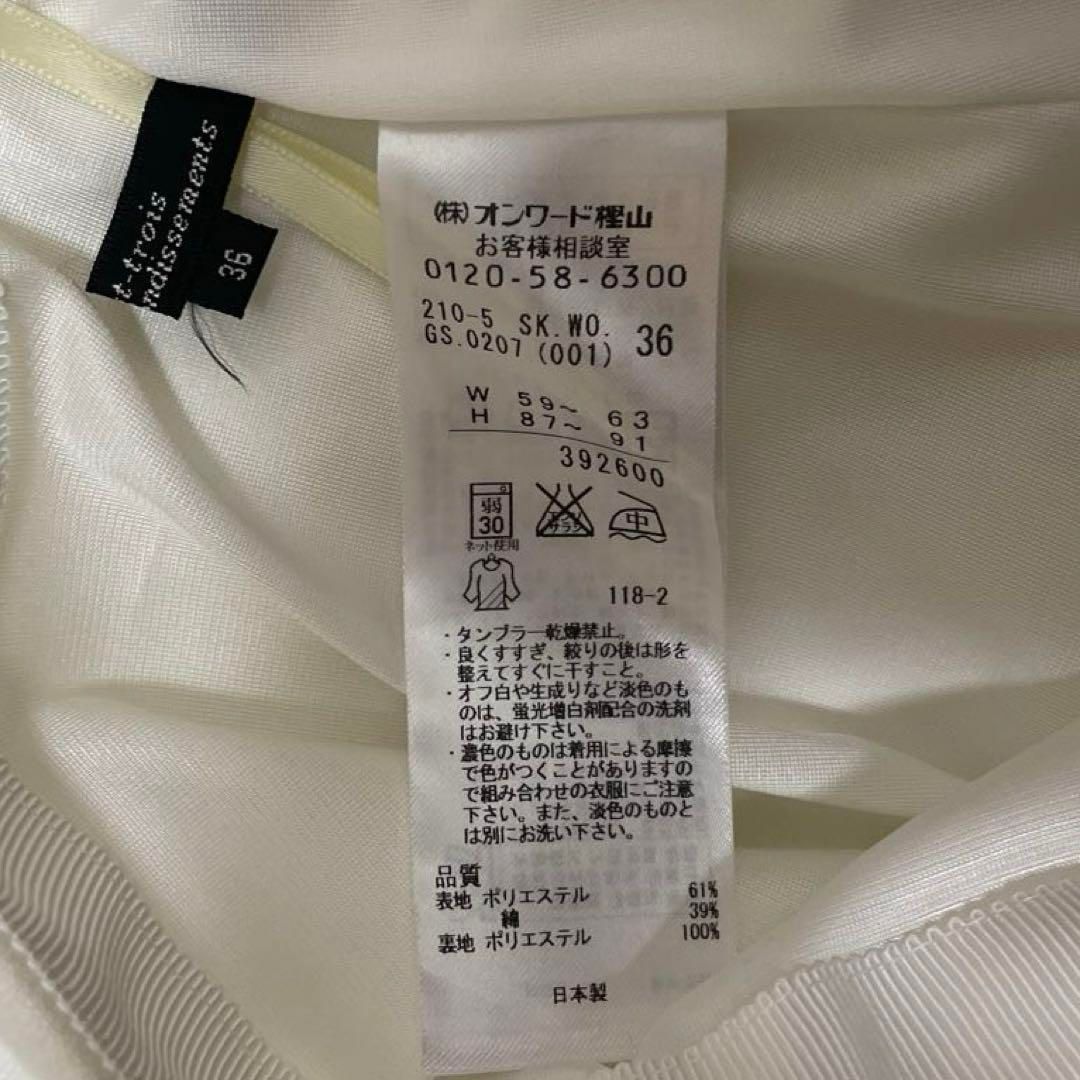 t-trois
ndissements
36
(株)オンワード樫山
お客様相談室
0120-58-6300
210-5 SK.WO. 36
GS.0207 (001)
W 59~ 63
H 87~ 91
392600
弱
30
ネット使用
エンソ
サラシ
中
118-2
・タンブラー乾燥禁止。
・良くすすぎ、絞りの後は形を
整えてすぐに干すこと。
・オフ白や生成りなど淡色のも
のは、蛍光増白剤配合の洗剤
はお避け下さい。
・濃色のものは着用による摩擦
で色がつくことがありますの
で組み合わせの衣服にご注意
下さい。また、淡色のものと
は別にお洗い下さい。
品質
表地 ポリエステル 61%
綿 39%
裏地 ポリエステル 100%
日本製